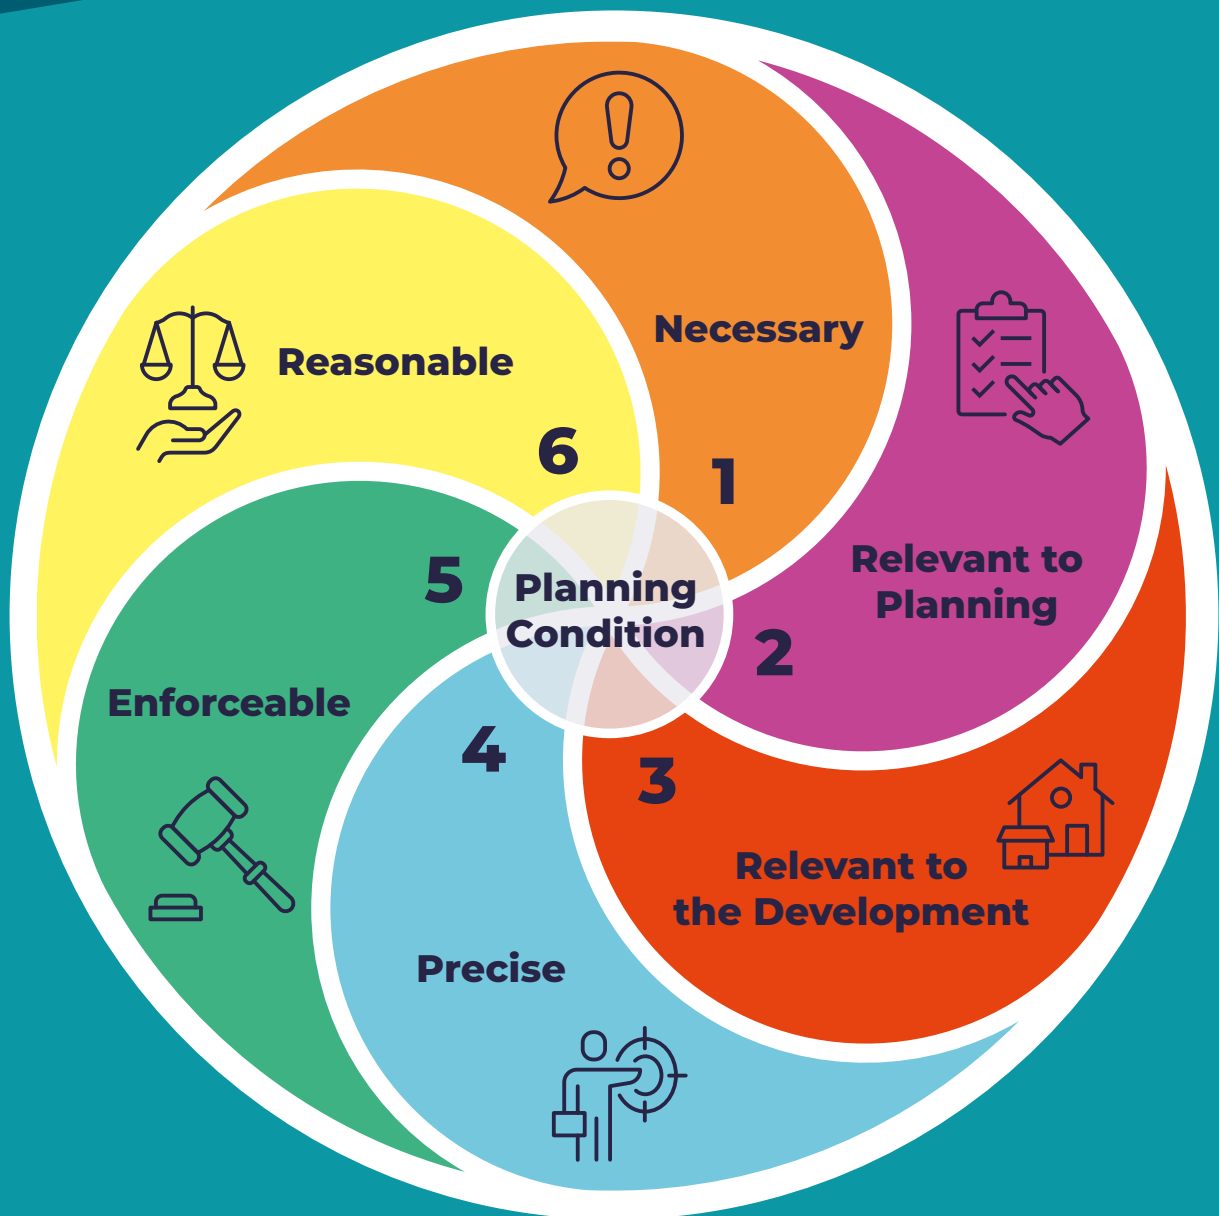 Necessary
1
Relevant to
Planning
2
Relevant to
the Development
3
Precise
4
Enforceable
5
Reasonable
6
Planning
Condition